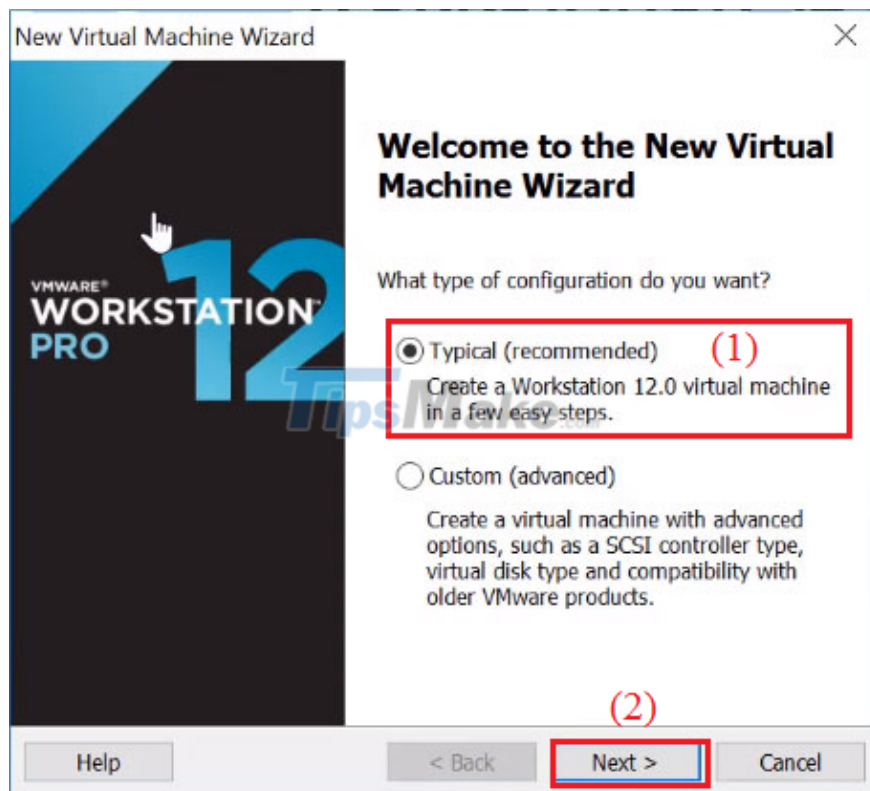 New Virtual Machine Wizard
Welcome to the New Virtual
Machine Wizard
What type of configuration do you want?
VMWARE®
WORKSTATION™
PRO
12
Typical (recommended)
(1)
Create a Workstation 12.0 virtual machine
in a few easy steps.
TipsMake.com
Custom (advanced)
Create a virtual machine with advanced
options, such as a SCSI controller type,
virtual disk type and compatibility with
older VMware products.
(2)
Help
< Back
Next >
Cancel